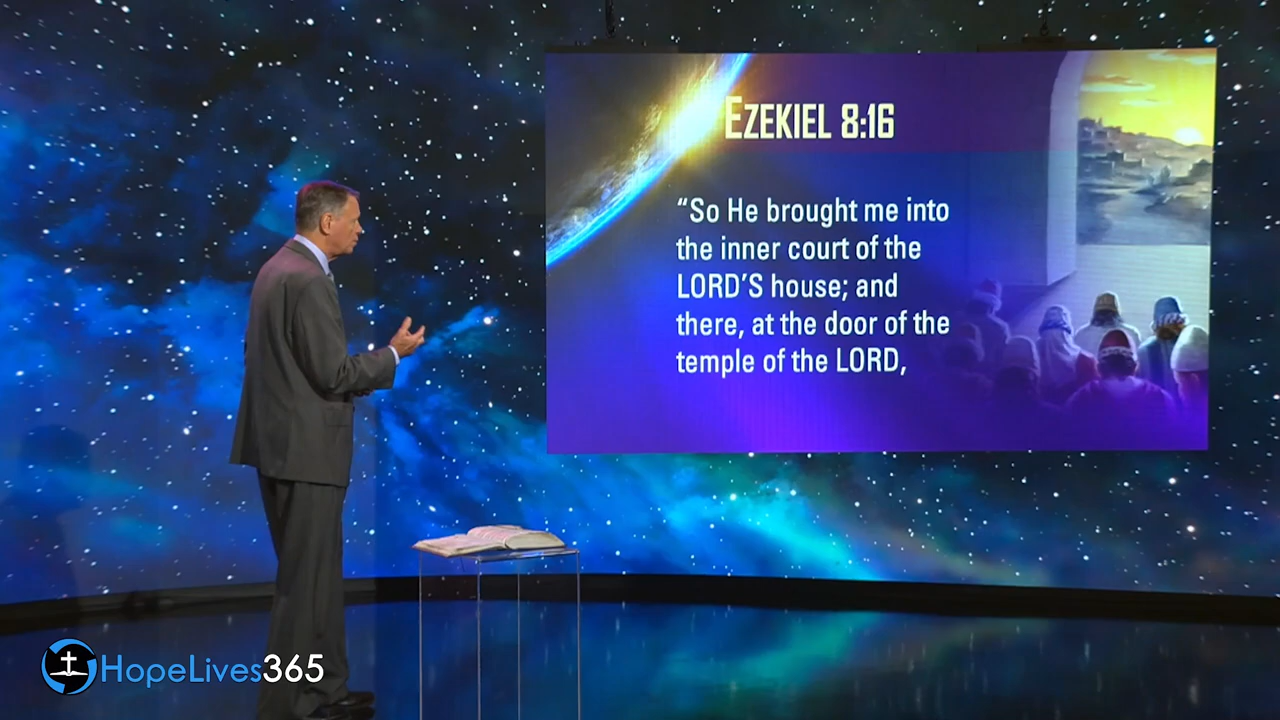 EZEKIEL 8:16
“So He brought me into
the inner court of the
LORD’S house; and
there, at the door of the
temple of the LORD,
HopeLives365